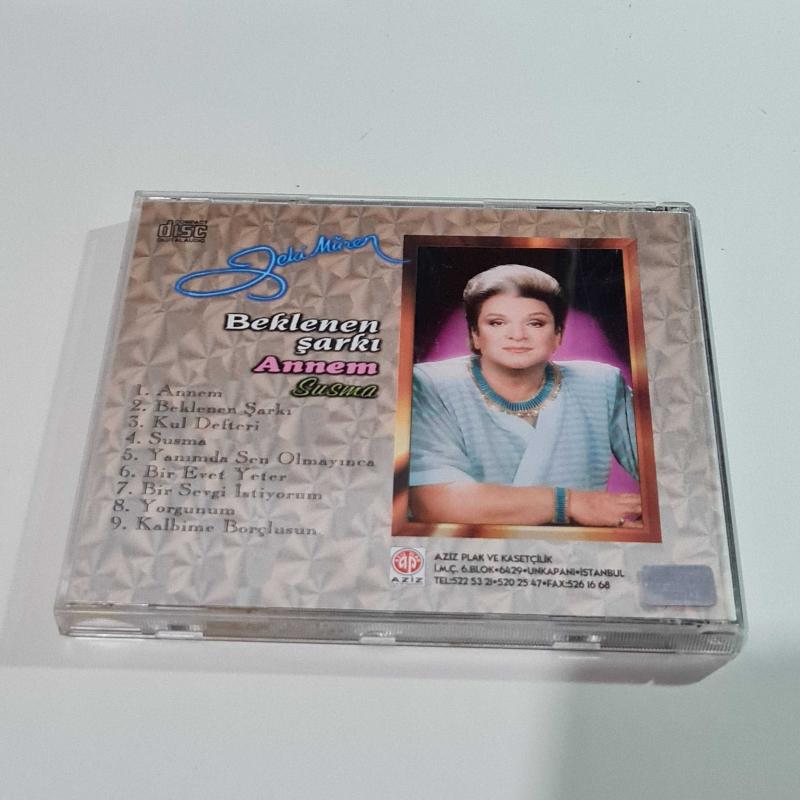 COMPACT
disc
DIGITAL AUDIO
Zeki Müren
Beklenen
şarkı
Annem
Susma
1. Annem
2. Beklenen Şarkı
3. Kul Defteri
4. Susma
5. Yanımda Sen Olmayınca
6. Bir Evet Yeter
7. Bir Sevgi İstiyorum
8. Yorgunum
9. Kalbime Borçlusun
ap
AZİZ
AZİZ PLAK VE KASETÇİLİK
İ.M.Ç. 6.BLOK•6429•UNKAPANI•İSTANBUL
TEL:522 53 21•520 25 47•FAX:526 16 68